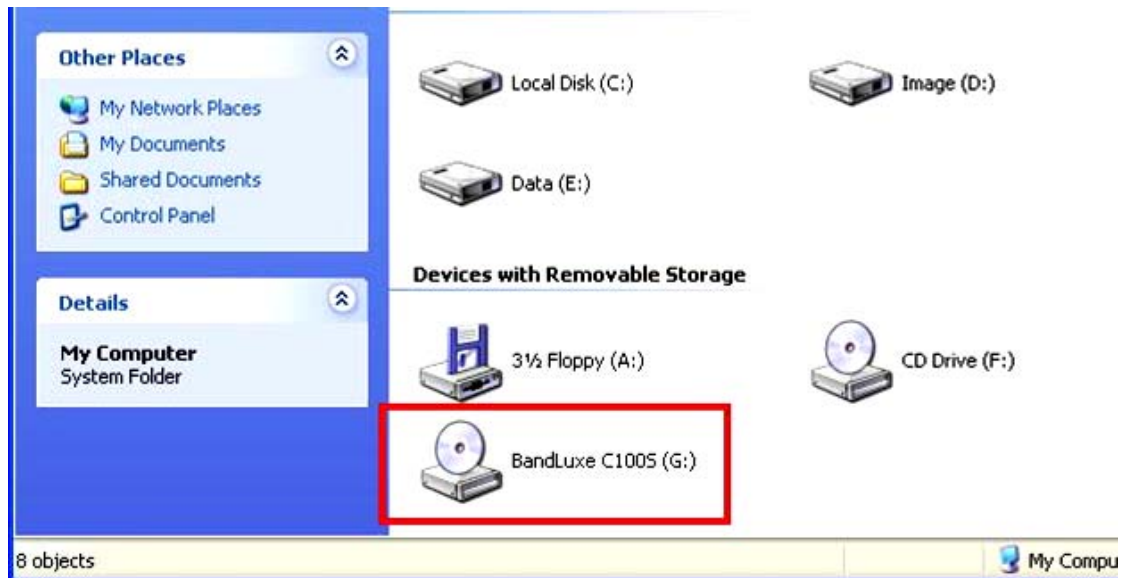 Other Places
My Network Places
My Documents
Shared Documents
Control Panel
Details
My Computer
System Folder
Local Disk (C:)
Image (D:)
Data (E:)
Devices with Removable Storage
3½ Floppy (A:)
CD Drive (F:)
BandLuxe C100S (G:)
8 objects
My Compu